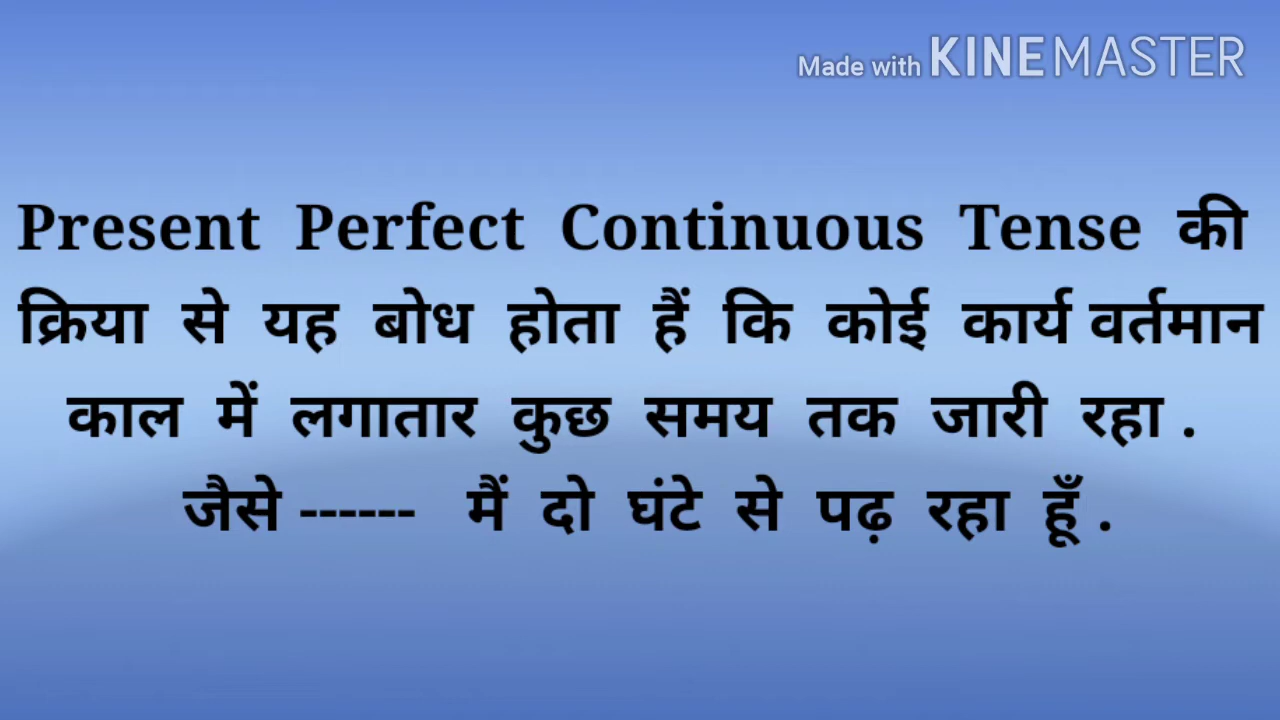 Made with KINEMASTER
Present Perfect Continuous Tense की
क्रिया से यह बोध होता हैं कि कोई कार्य वर्तमान
काल में लगातार कुछ समय तक जारी रहा .
जैसे ------ मैं दो घंटे से पढ़ रहा हूँ .